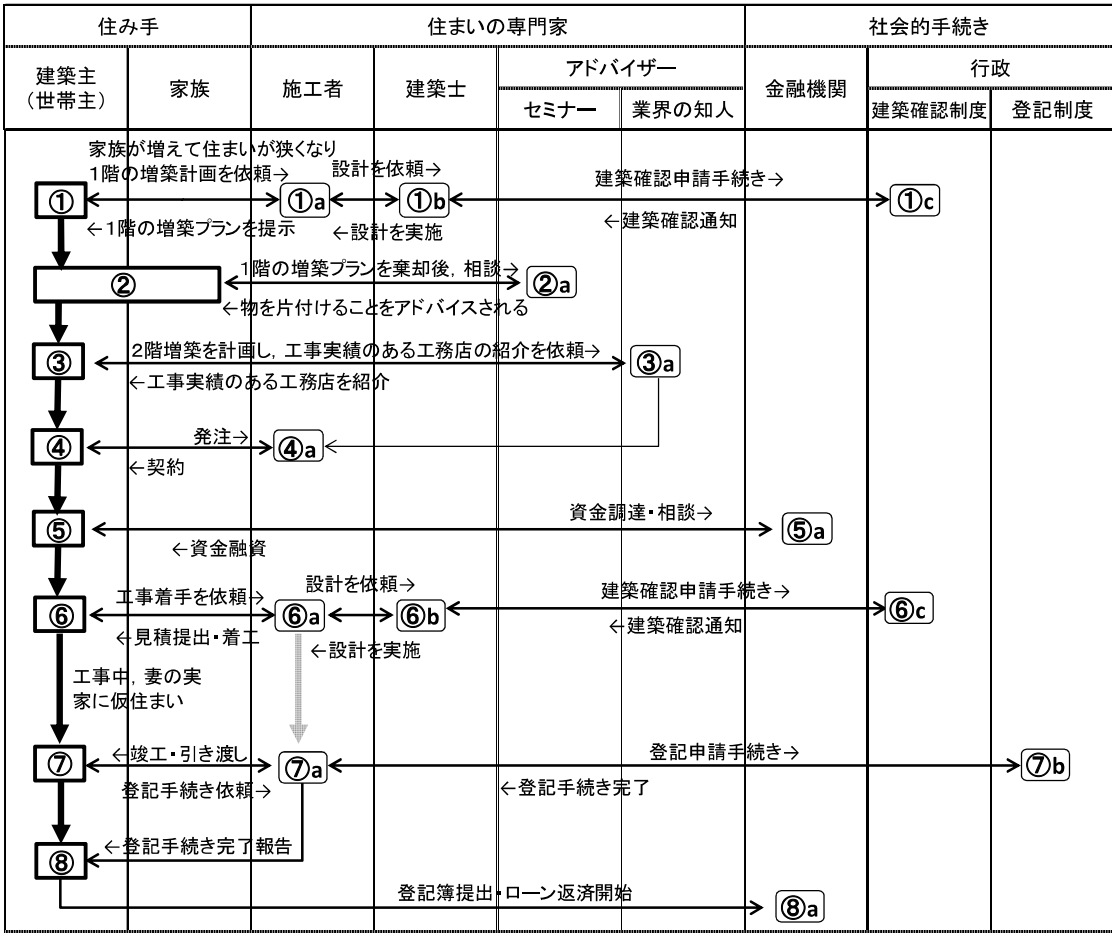 住み手
住まいの専門家
社会的手続き
建築主
(世帯主)
家族
施工者
建築士
アドバイザー
セミナー
業界の知人
金融機関
行政
建築確認制度
登記制度
家族が増えて住まいが狭くなり
1階の増築計画を依頼→
設計を依頼→
建築確認申請手続き→
①
①a
①b
①c
←1階の増築プランを提示
←設計を実施
←建築確認通知
1階の増築プランを棄却後，相談→
②
②a
←物を片付けることをアドバイスされる
2階増築を計画し，工事実績のある工務店の紹介を依頼→
③
③a
←工事実績のある工務店を紹介
発注→
④
④a
←契約
資金調達・相談→
⑤
⑤a
←資金融資
工事着手を依頼→
設計を依頼→
建築確認申請手続き→
⑥
⑥a
⑥b
⑥c
←見積提出・着工
←設計を実施
←建築確認通知
工事中，妻の実
家に仮住まい
←竣工・引き渡し
登記申請手続き→
⑦
⑦a
⑦b
登記手続き依頼→
←登記手続き完了
←登記手続き完了報告
⑧
登記簿提出・ローン返済開始
⑧a